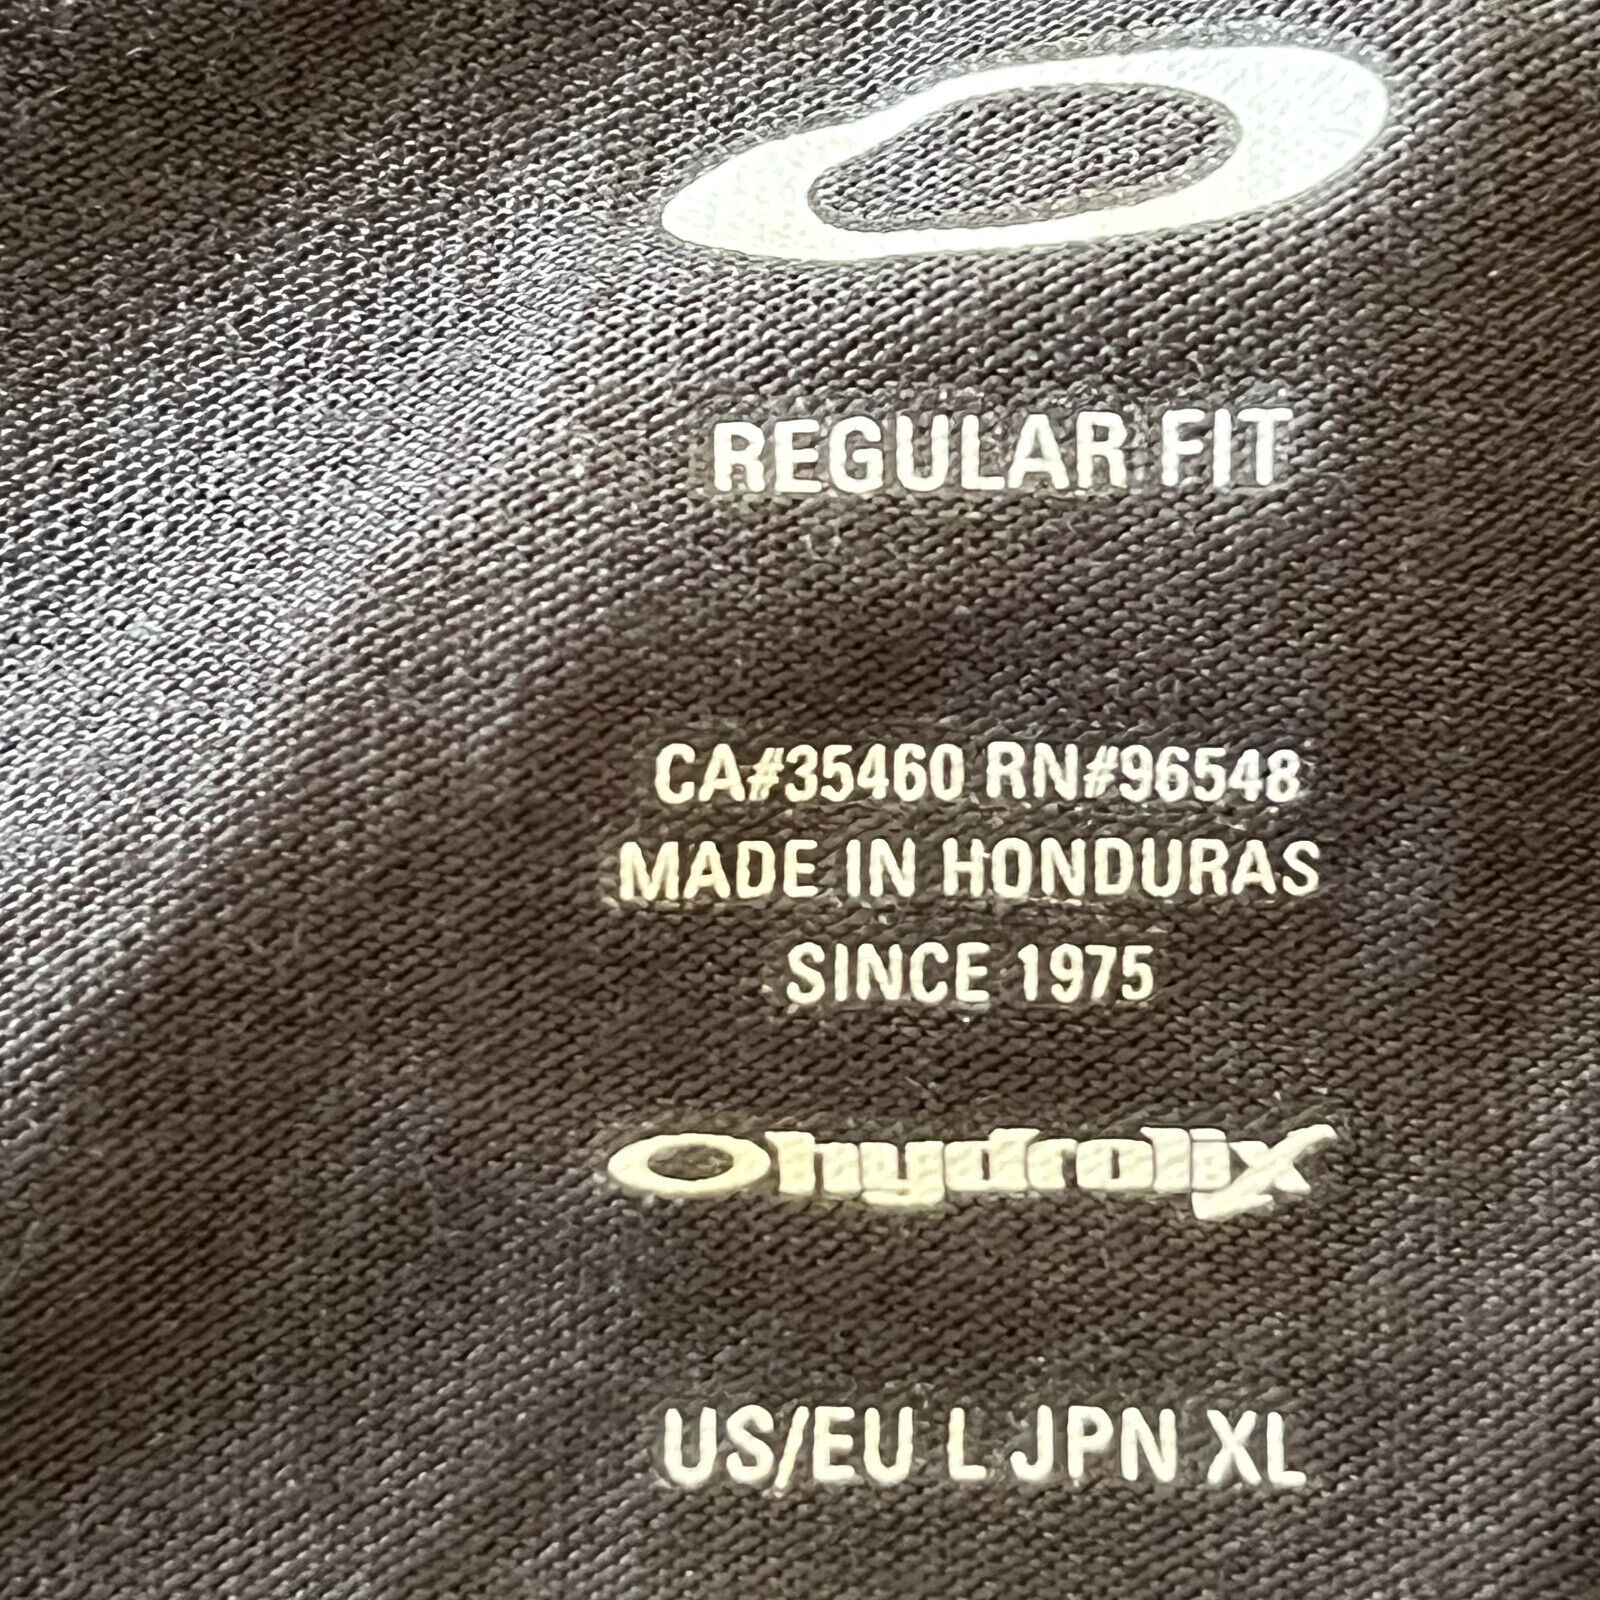 REGULAR FIT
CA#35460 RN#96548
MADE IN HONDURAS
SINCE 1975
hydrolix
US/EU L JPN XL